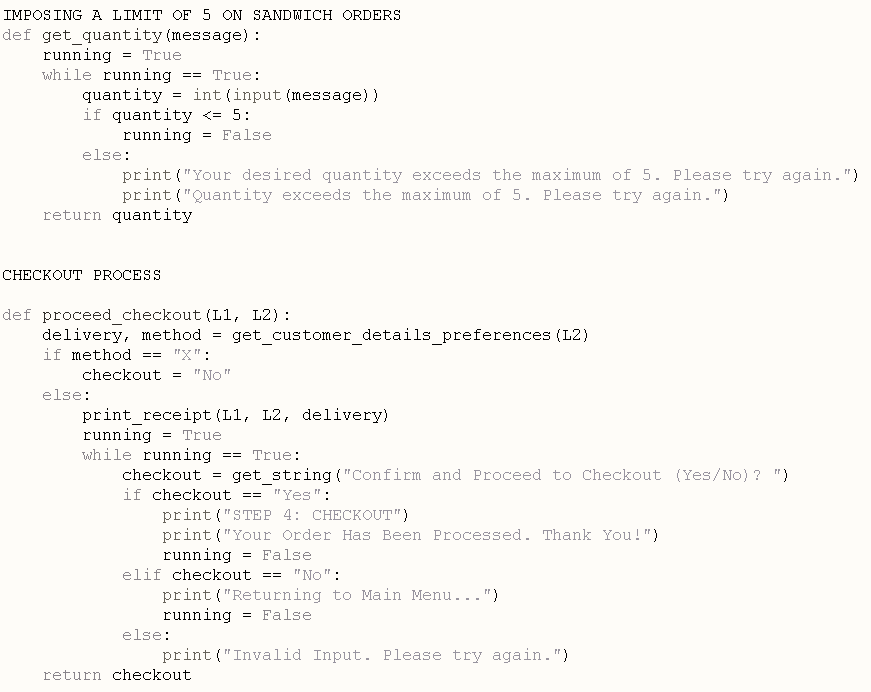 IMPOSING A LIMIT OF 5 ON SANDWICH ORDERS
def get_quantity(message):
    running = True
    while running == True:
        quantity = int(input(message))
        if quantity <= 5:
            running = False
        else:
            print("Your desired quantity exceeds the maximum of 5. Please try again.")
            print("Quantity exceeds the maximum of 5. Please try again.")
    return quantity
CHECKOUT PROCESS
def proceed_checkout(L1, L2):
    delivery, method = get_customer_details_preferences(L2)
    if method == "X":
        checkout = "No"
    else:
        print_receipt(L1, L2, delivery)
        running = True
        while running == True:
            checkout = get_string("Confirm and Proceed to Checkout (Yes/No)? ")
            if checkout == "Yes":
                print("STEP 4: CHECKOUT")
                print("Your Order Has Been Processed. Thank You!")
                running = False
            elif checkout == "No":
                print("Returning to Main Menu...")
                running = False
            else:
                print("Invalid Input. Please try again.")
    return checkout